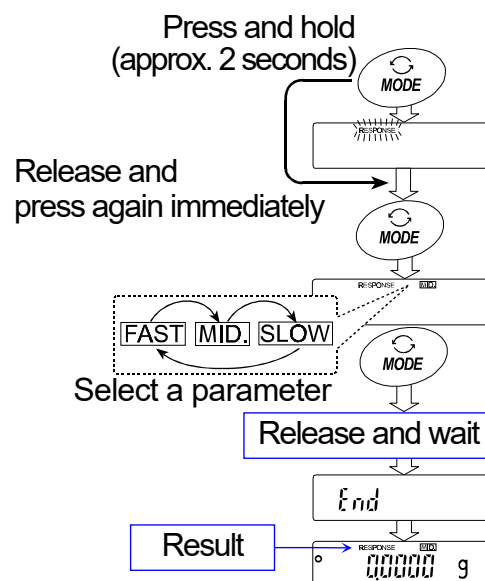 Press and hold
(approx. 2 seconds)
MODE
RESPONSE
Release and
press again immediately
MODE
RESPONSE MID.
FAST MID. SLOW
MODE
Select a parameter
Release and wait
End
Result
RESPONSE MID.
0.0000 g